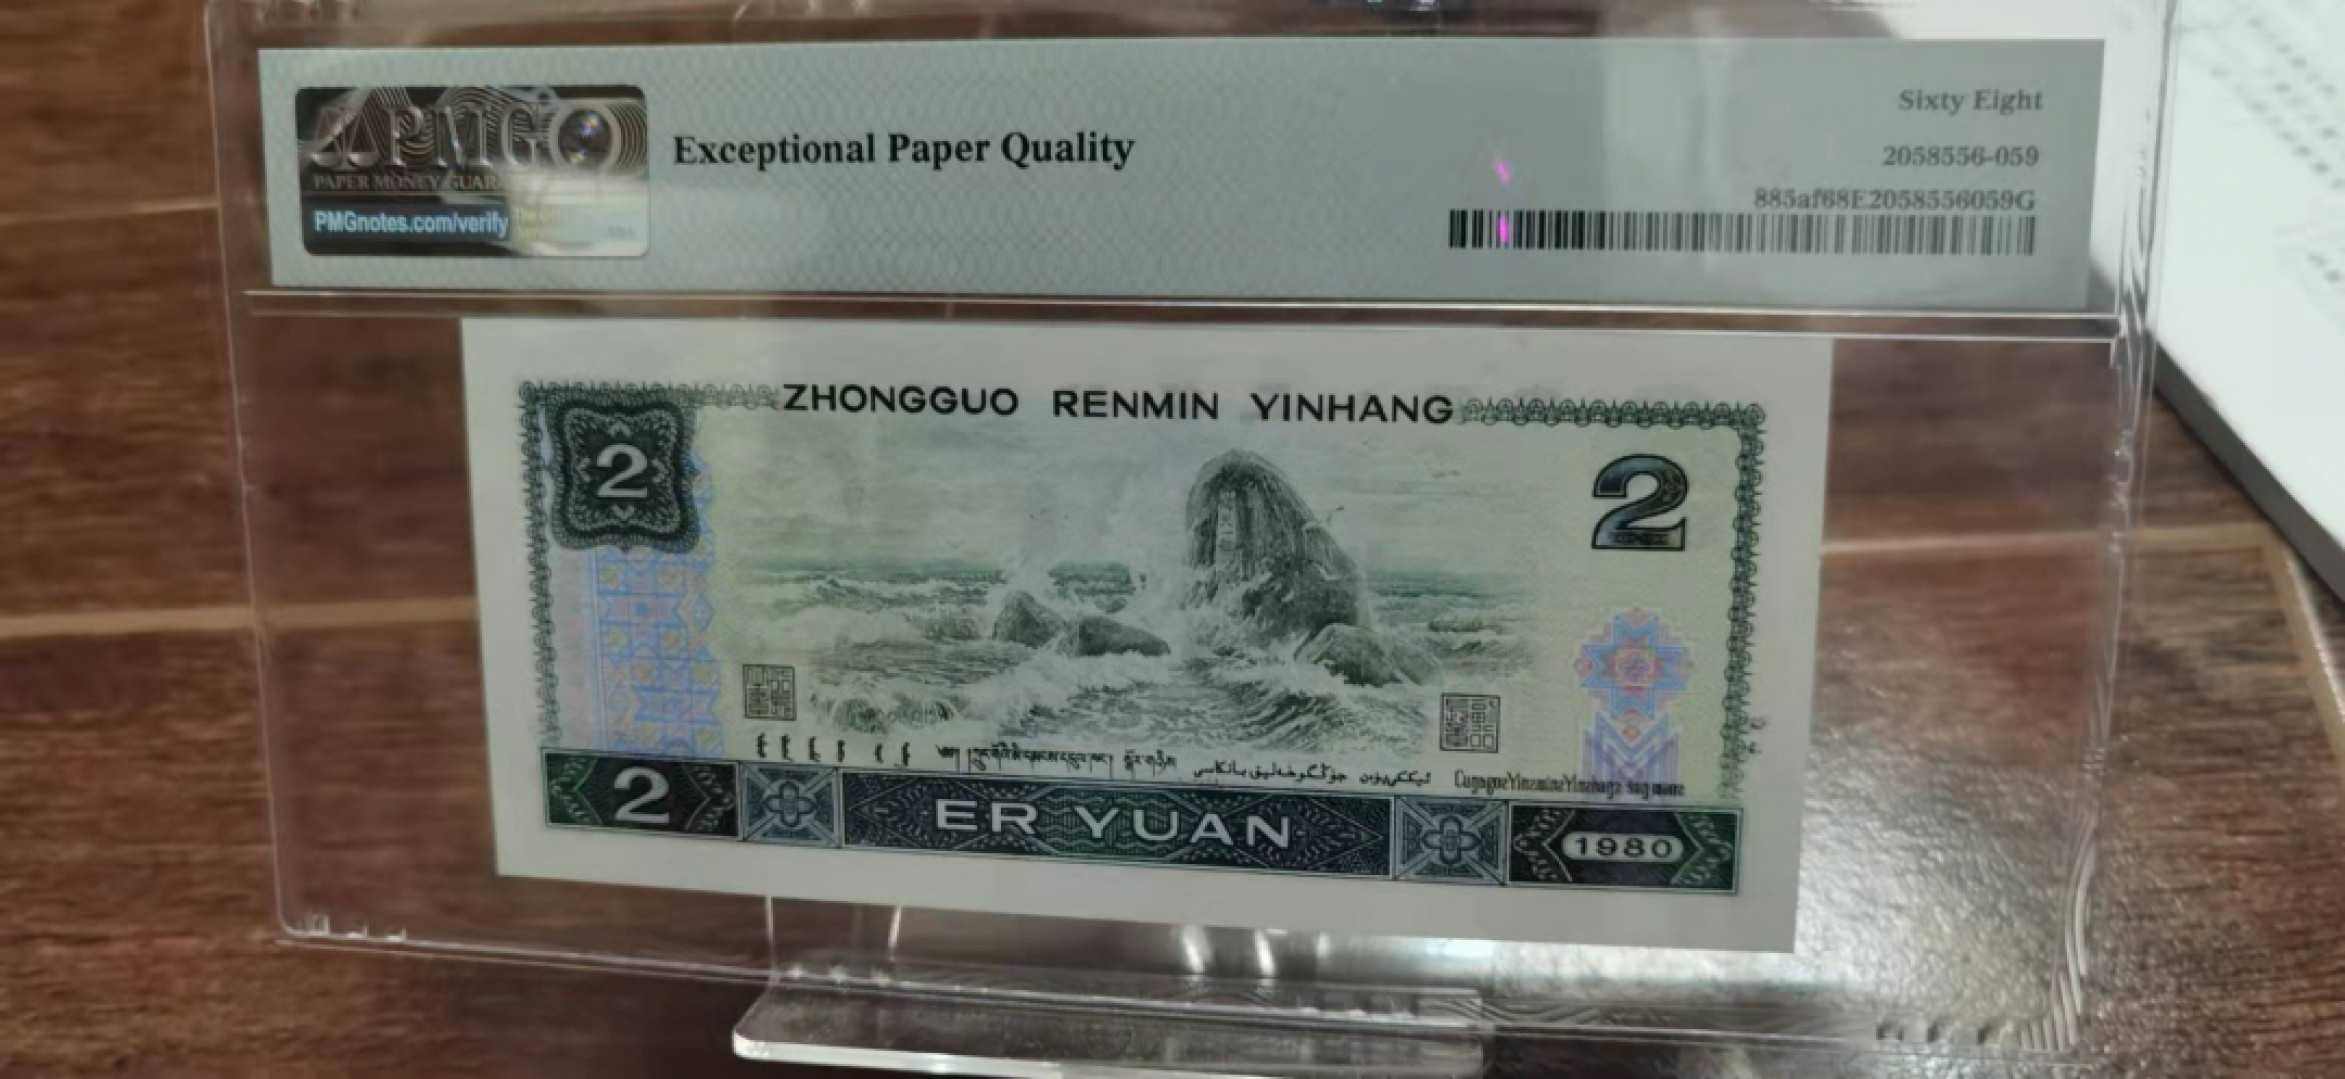 PMG
PAPER MONEY GUAR
PMGnotes.com/verify
Exceptional Paper Quality
Sixty Eight
2058556-059
885af68E2058556059G
ZHONGGUO RENMIN YINHANG
2
2
2
ER YUAN
1980